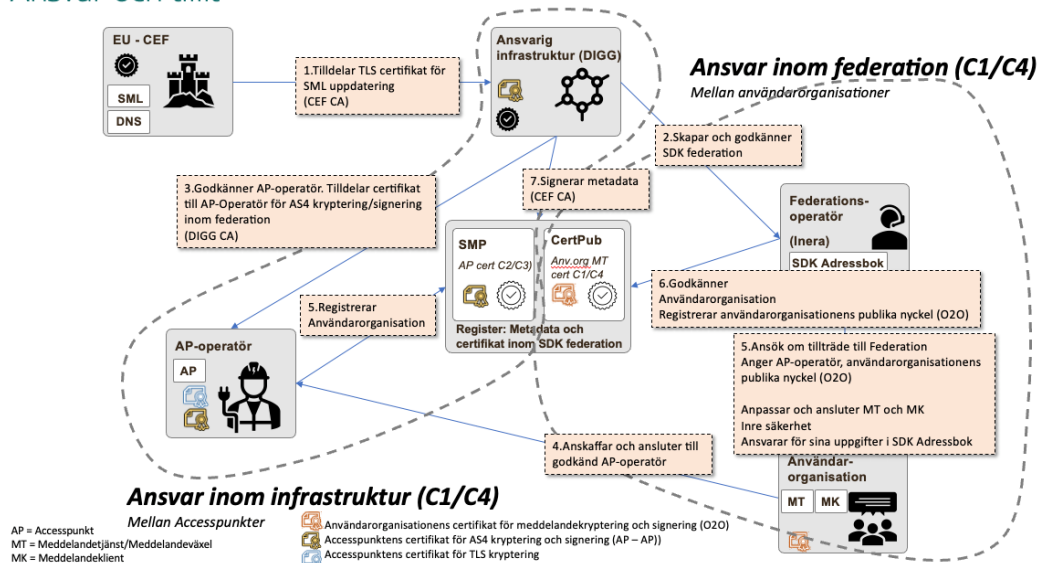 Ansvar och tillit
EU - CEF
SML
DNS
1.Tilldelar TLS certifikat för
SML uppdatering
(CEF CA)
Ansvarig
infrastruktur (DIGG)
Ansvar inom federation (C1/C4)
Mellan användarorganisationer
2.Skapar och godkänner
SDK federation
3.Godkänner AP-operatör. Tilldelar certifikat
till AP-Operatör för AS4 kryptering/signering
inom federation
(DIGG CA)
7.Signerar metadata
(CEF CA)
Federations-
operatör
(Inera)
SDK Adressbok
SMP
AP cert C2/C3)
CertPub
Anv.org MT
cert C1/C4
Register: Metadata och
certifikat inom SDK federation
6.Godkänner
Användarorganisation
Registrerar användarorganisationens publika nyckel (O2O)
5.Registrerar
Användarorganisation
AP-operatör
AP
5.Ansök om tillträde till Federation
Anger AP-operatör, användarorganisationens
publika nyckel (O2O)
Anpassar och ansluter MT och MK
Inre säkerhet
Ansvarar för sina uppgifter i SDK Adressbok
4.Anskaffar och ansluter till
godkänd AP-operatör
Användar-
organisation
MT
MK
Ansvar inom infrastruktur (C1/C4)
Mellan Accesspunkter
AP = Accesspunkt
MT = Meddelandetjänst/Meddelandeväxel
MK = Meddelandeklient
Användarorganisationens certifikat för meddelandekryptering och signering (O2O)
Accesspunktens certifikat för AS4 kryptering och signering (AP – AP))
Accesspunktens certifikat för TLS kryptering